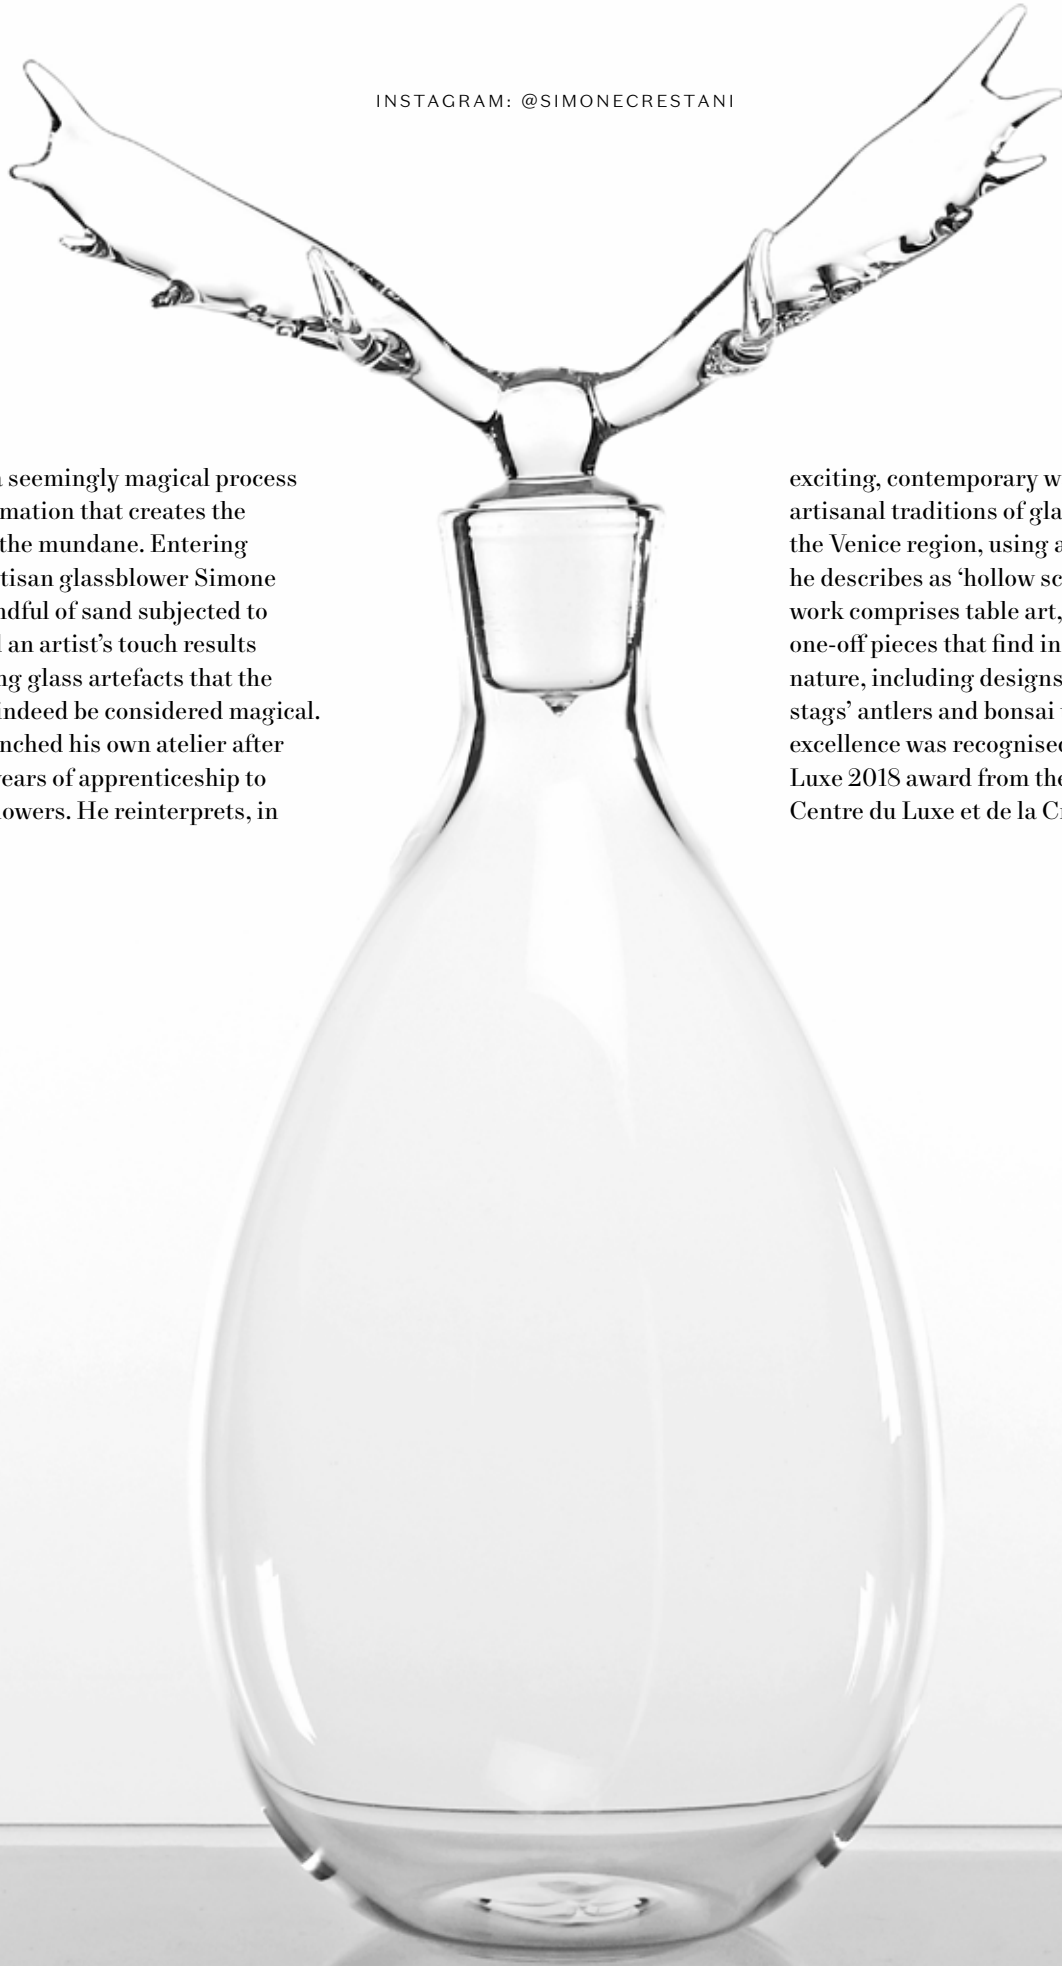 INSTAGRAM: @SIMONECRESTANI
seemingly magical process
mation that creates the
the mundane. Entering
tisan glassblower Simone
ndful of sand subjected to
an artist’s touch results
ng glass artefacts that the
indeed be considered magical.
nched his own atelier after
years of apprenticeship to
lowers. He reinterprets, in
exciting, contemporary w
artisanal traditions of gla
the Venice region, using a
he describes as ‘hollow sc
work comprises table art,
one-off pieces that find in
nature, including designs
stags’ antlers and bonsai
excellence was recognised
Luxe 2018 award from the
Centre du Luxe et de la Cr